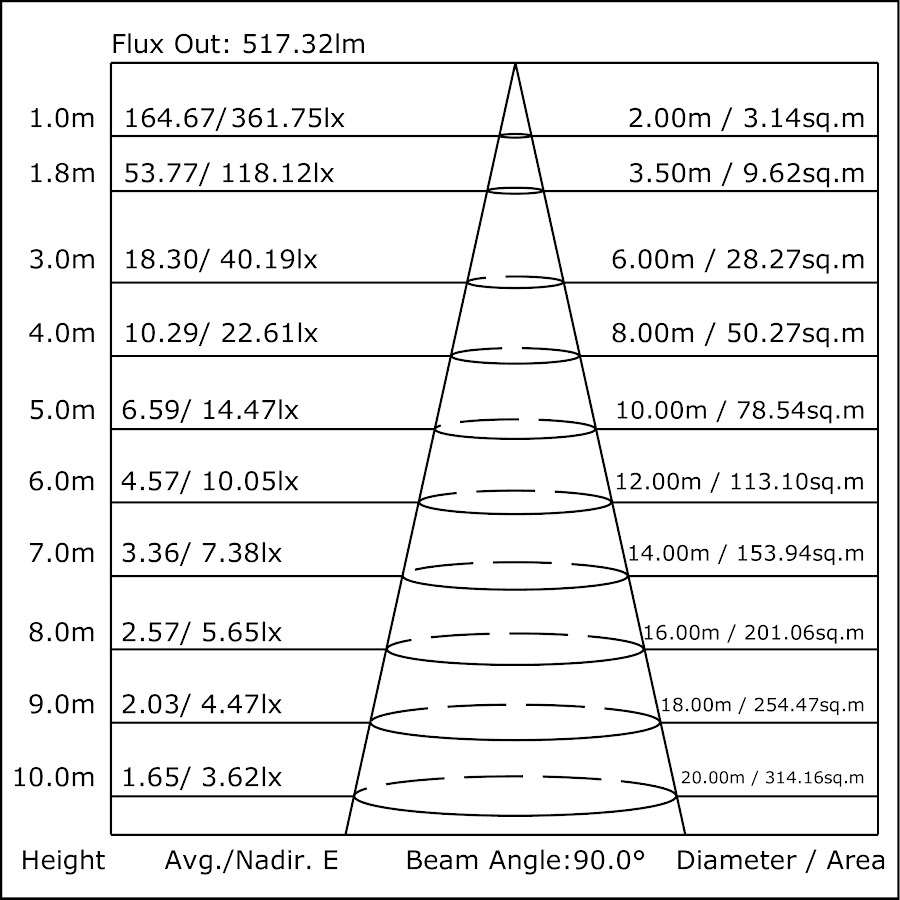 Flux Out: 517.32lm
1.0m 164.67/361.75lx 2.00m / 3.14sq.m
1.8m 53.77/ 118.12lx 3.50m / 9.62sq.m
3.0m 18.30/ 40.19lx 6.00m / 28.27sq.m
4.0m 10.29/ 22.61lx 8.00m / 50.27sq.m
5.0m 6.59/ 14.47lx 10.00m / 78.54sq.m
6.0m 4.57/ 10.05lx 12.00m / 113.10sq.m
7.0m 3.36/ 7.38lx 14.00m / 153.94sq.m
8.0m 2.57/ 5.65lx 16.00m / 201.06sq.m
9.0m 2.03/ 4.47lx 18.00m / 254.47sq.m
10.0m 1.65/ 3.62lx 20.00m / 314.16sq.m
Height Avg./Nadir. E Beam Angle:90.0° Diameter / Area